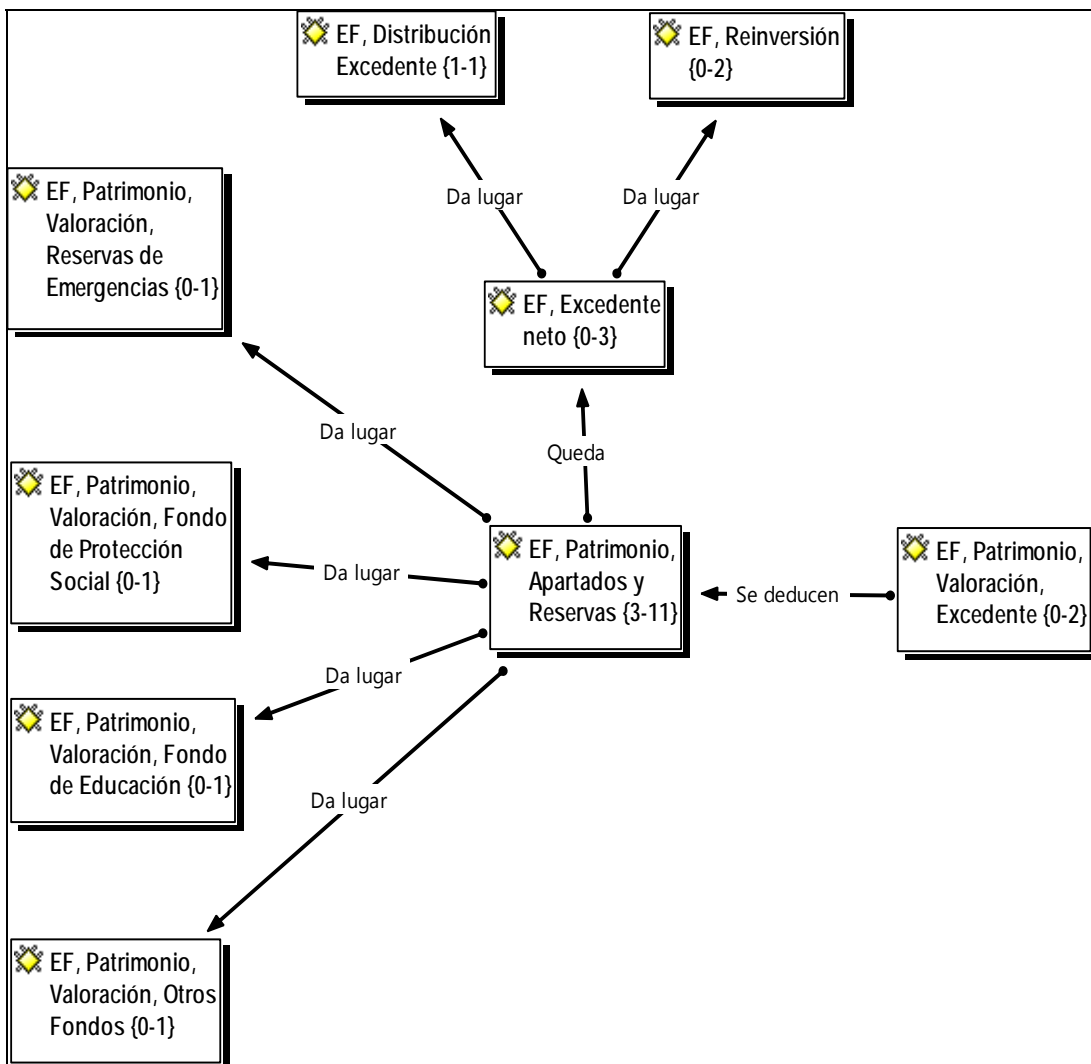 EF, Distribución
Excedente {1-1}
EF, Reinversión
{0-2}
Da lugar
Da lugar
EF, Patrimonio,
Valoración,
Reservas de
Emergencias {0-1}
EF, Excedente
neto {0-3}
Da lugar
Queda
EF, Patrimonio,
Valoración, Fondo
de Protección
Social {0-1}
Da lugar
EF, Patrimonio,
Apartados y
Reservas {3-11}
Se deducen
EF, Patrimonio,
Valoración,
Excedente {0-2}
Da lugar
EF, Patrimonio,
Valoración, Fondo
de Educación {0-1}
Da lugar
EF, Patrimonio,
Valoración, Otros
Fondos {0-1}